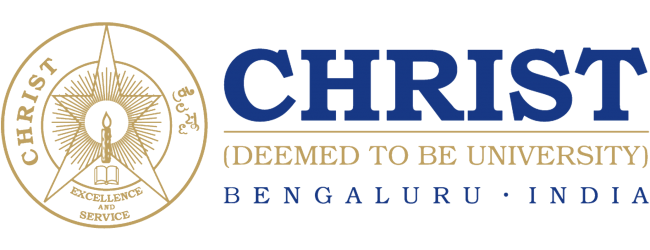 CHRIST
ಕ್ರೈಸ್ಟ್
EXCELLENCE
AND
SERVICE
CHRIST
(DEEMED TO BE UNIVERSITY)
BENGALURU · INDIA